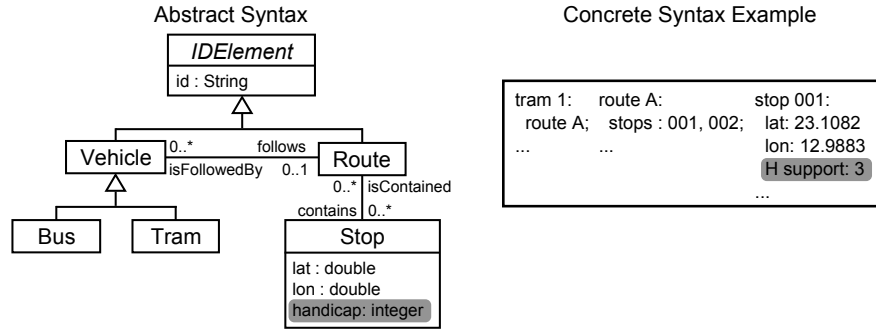 Abstract Syntax
IDElement
id : String
0..* follows
Vehicle Route
isFollowedBy 0..1
0..* isContained
contains 0..*
Bus Tram Stop
lat : double
lon : double
handicap: integer
Concrete Syntax Example
tram 1: route A: stop 001:
route A; stops : 001, 002; lat: 23.1082
... ... lon: 12.9883
H support: 3
...